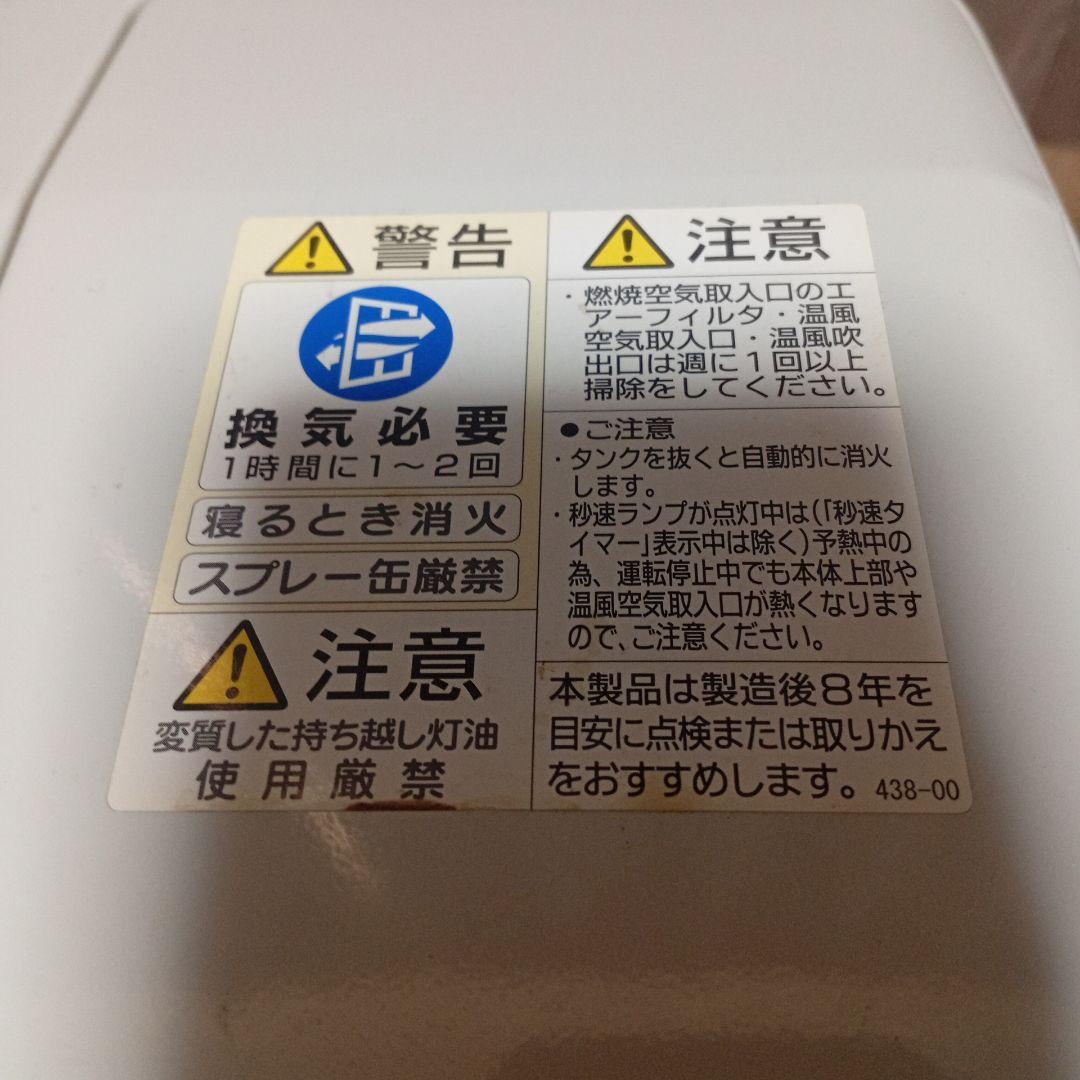 警告
換気必要
1時間に1～2回
寝るとき消火
スプレー缶厳禁
注意
変質した持ち越し灯油
使用厳禁
注意
・燃焼空気取入口のエ
アーフィルタ・温風
空気取入口・温風吹
出口は週に1回以上
掃除をしてください。
●ご注意
・タンクを抜くと自動的に消火
します。
・秒速ランプが点灯中は(「秒速タ
イマー」表示中は除く)予熱中の
為、運転停止中でも本体上部や
温風空気取入口が熱くなります
ので、ご注意ください。
本製品は製造後8年を
目安に点検または取りかえ
をおすすめします。438-00